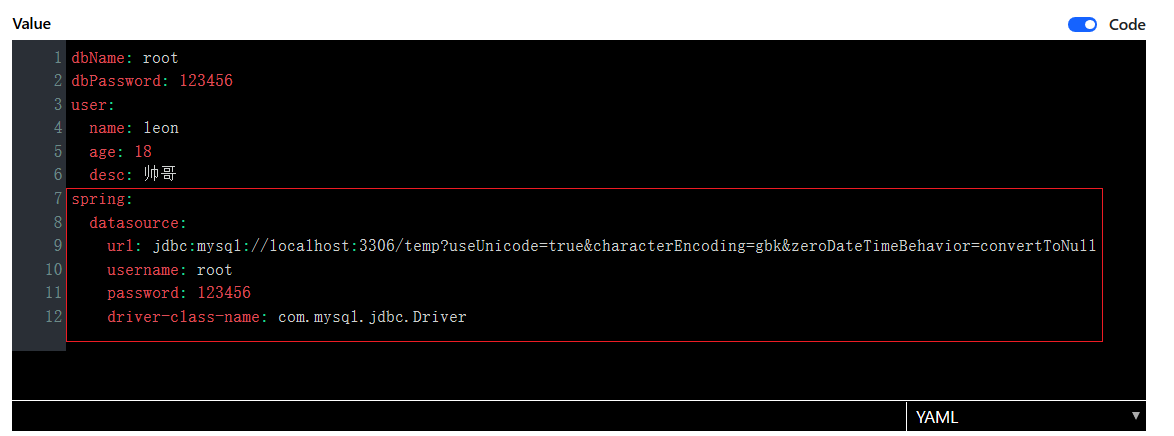 Value
Code
1 dbName: root
2 dbPassword: 123456
3 user:
4   name: leon
5   age: 18
6   desc: 帅哥
7 spring:
8   datasource:
9     url: jdbc:mysql://localhost:3306/temp?useUnicode=true&characterEncoding=gbk&zeroDateTimeBehavior=convertToNull
10     username: root
11     password: 123456
12     driver-class-name: com.mysql.jdbc.Driver
YAML